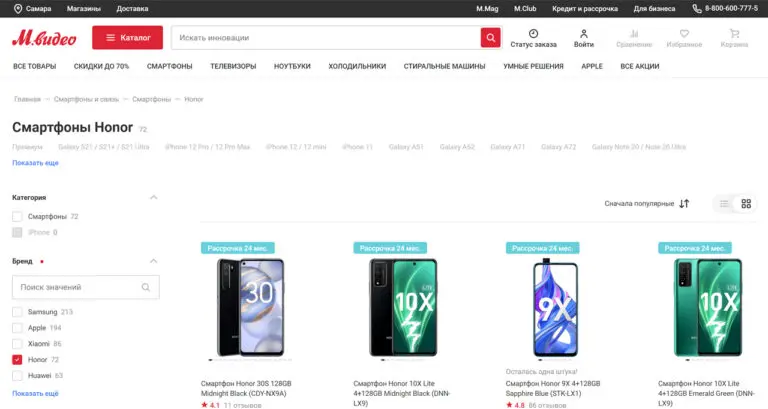 Самара Магазины Доставка M.Mag M.Club Кредит и рассрочка Для бизнеса 8-800-600-777-5
М.видео Каталог Искать инновации Статус заказа Войти Сравнение Избранное Корзина
ВСЕ ТОВАРЫ СКИДКИ ДО 70% СМАРТФОНЫ ТЕЛЕВИЗОРЫ НОУТБУКИ ХОЛОДИЛЬНИКИ СТИРАЛЬНЫЕ МАШИНЫ УМНЫЕ РЕШЕНИЯ APPLE ВСЕ АКЦИИ
Главная — Смартфоны и связь — Смартфоны — Honor
Смартфоны Honor 72
Премиум Galaxy S21 / S21+ / S21 Ultra iPhone 12 Pro / 12 Pro Max iPhone 12 / 12 mini iPhone 11 Galaxy A51 Galaxy A52 Galaxy A71 Galaxy A72 Galaxy Note 20 / Note 20 Ultra
Показать еще
Категория
Смартфоны 72
iPhone 0
Бренд
Поиск значений
Samsung 213
Apple 194
Xiaomi 86
Honor 72
Huawei 63
Показать ещё
Сначала популярные
Рассрочка 24 мес. Рассрочка 24 мес. Рассрочка 24 мес. Рассрочка 24 мес.
30 10X LITE 9X 10X LITE
Осталась одна штука!
Смартфон Honor 30S 128GB
Midnight Black (CDY-NX9A)
4.1 11 отзывов
Смартфон Honor 10X Lite
4+128GB Midnight Black (DNN-
LX9)
Смартфон Honor 9X 4+128GB
Sapphire Blue (STK-LX1)
4.8 86 отзывов
Смартфон Honor 10X Lite
4+128GB Emerald Green (DNN-
LX9)